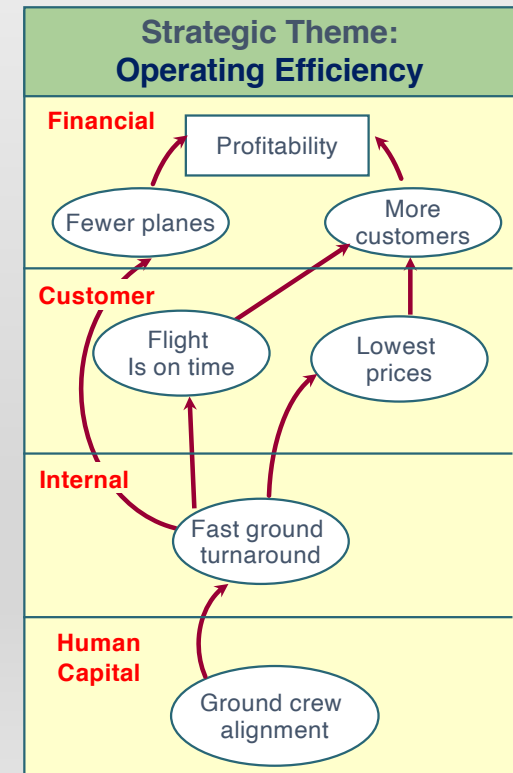 Strategic Theme:
Operating Efficiency
Financial
Profitability
Fewer planes
More
customers
Customer
Flight
Is on time
Lowest
prices
Internal
Fast ground
turnaround
Human
Capital
Ground crew
alignment